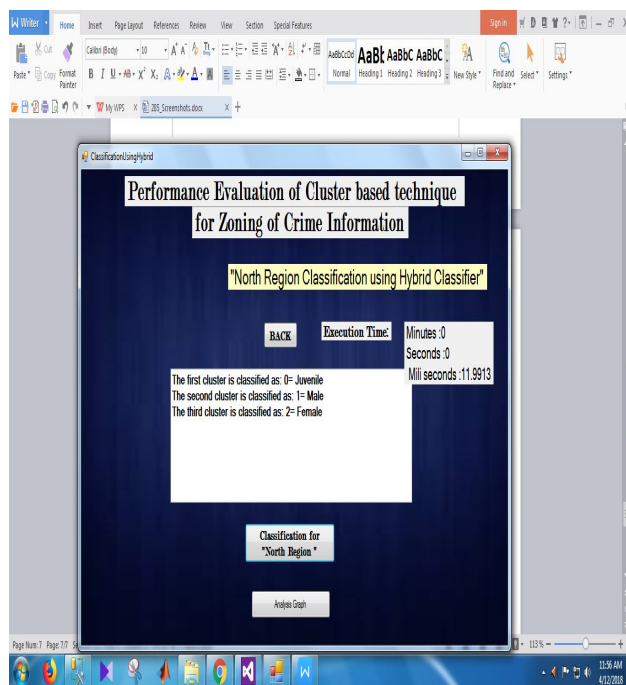 Writer
Home
Insert
Page Layout
References
Review
View
Section
Special Features
Sign in
Cut
Paste
Copy
Format
Painter
Calibri (Body)
10
B I U
AaBbCcDd
AaBb
AaBbC
AaBbC
Normal
Heading 1
Heading 2
Heading 3
New Style
Find and
Replace
Select
Settings
My WPS
285_Screenshots.docx
ClassificationUsingHybrid
Performance Evaluation of Cluster based technique
for Zoning of Crime Information
"North Region Classification using Hybrid Classifier"
BACK
Execution Time:
Minutes :0
Seconds :0
Mili seconds :11.9913
The first cluster is classified as: 0= Juvenile
The second cluster is classified as: 1= Male
The third cluster is classified as: 2= Female
Classification for
"North Region "
Analysis Graph
Page Num: 7 Page: 7/7
113 %
11:56 AM
4/12/2018